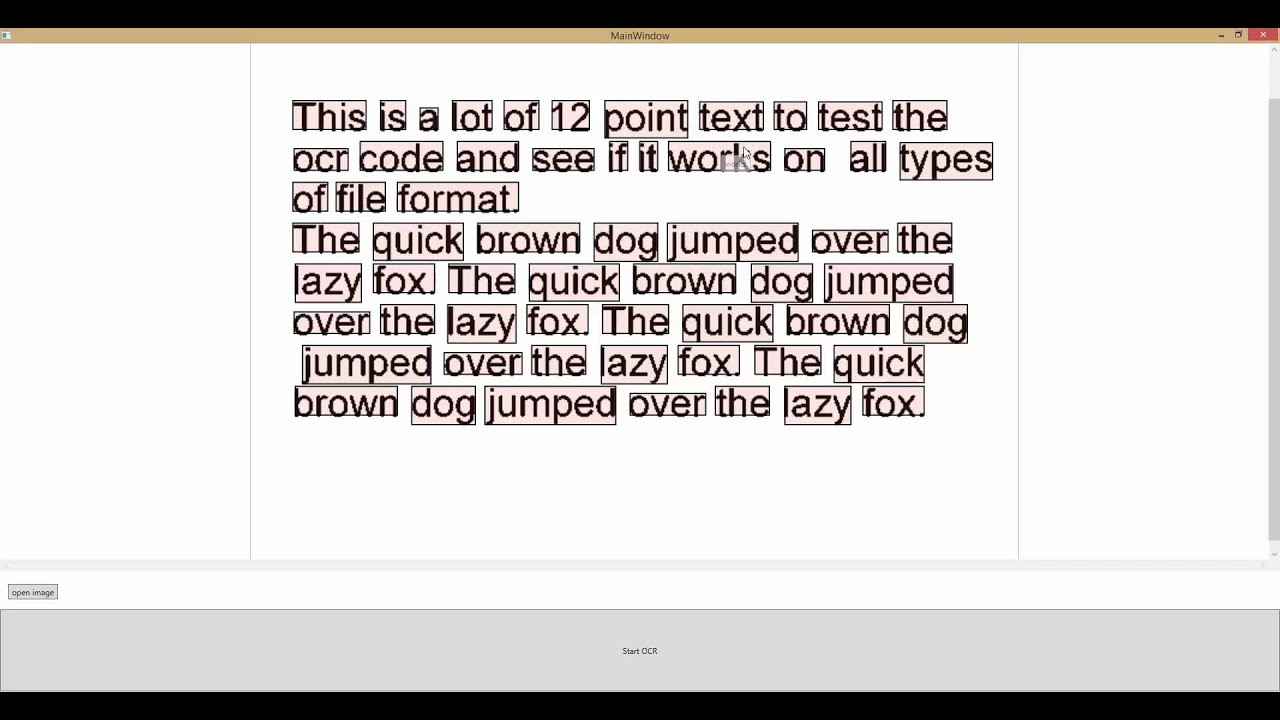 MainWindow
This is a lot of 12 point text to test the
ocr code and see if it works on all types
of file format.
The quick brown dog jumped over the
lazy fox. The quick brown dog jumped
over the lazy fox. The quick brown dog
jumped over the lazy fox. The quick
brown dog jumped over the lazy fox.
open image
Start OCR